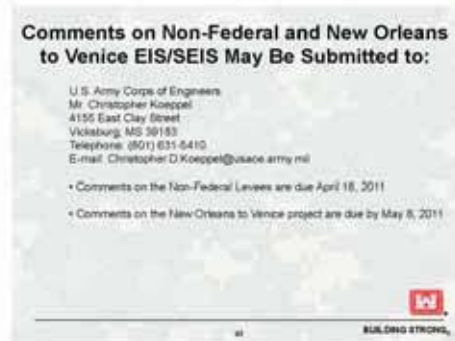 Comments on Non-Federal and New Orleans
to Venice EIS/SEIS May Be Submitted to:
U.S. Army Corps of Engineers
Mr. Christopher Koeppel
4155 East Clay Street
Vicksburg, MS 39183
Telephone: (601) 631-5410
E-mail: Christopher.D.Koeppel@usace.army.mil
• Comments on the Non-Federal Levees are due April 18, 2011
• Comments on the New Orleans to Venice project are due by May 8, 2011
BUILDING STRONG®